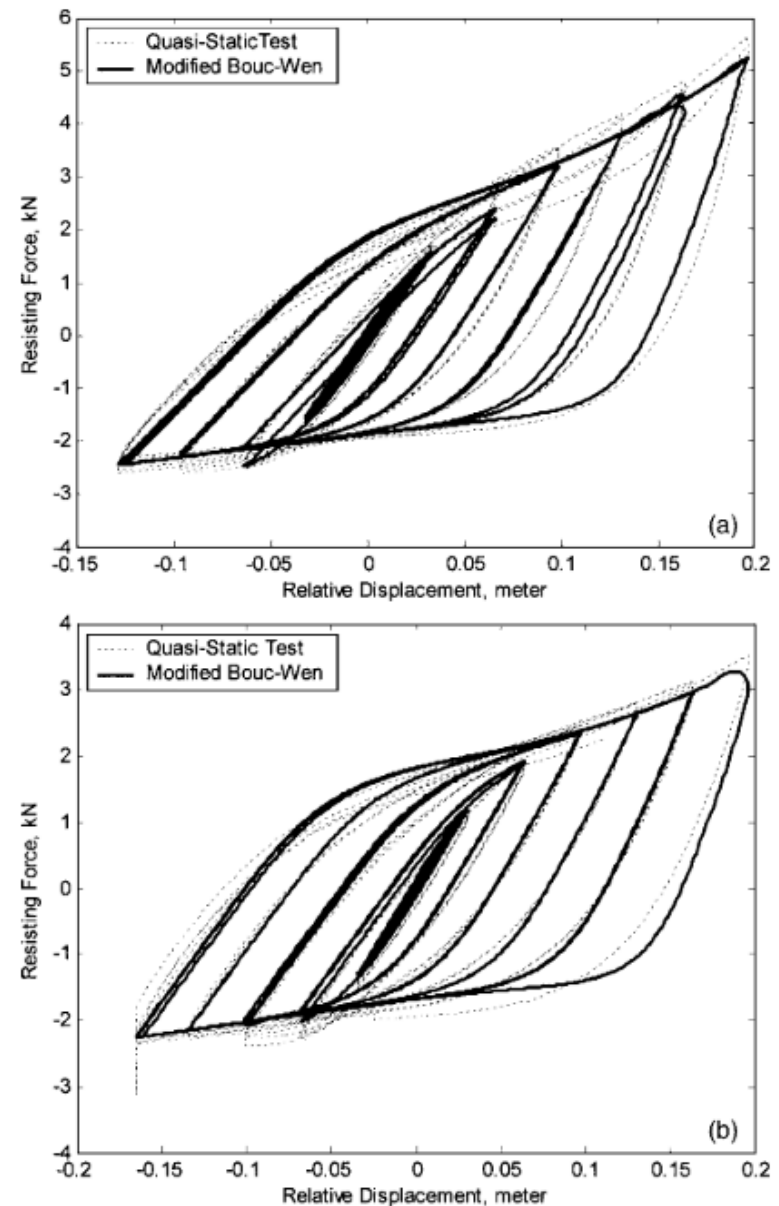 6
5
4
3
2
1
0
-1
-2
-3
-4
Resisting Force, kN
Quasi-StaticTest
Modified Bouc-Wen
(a)
-0.15 -0.1 -0.05 0 0.05 0.1 0.15 0.2
Relative Displacement, meter
4
3
2
1
0
-1
-2
-3
-4
Resisting Force, kN
Quasi-Static Test
Modified Bouc-Wen
(b)
-0.2 -0.15 -0.1 -0.05 0 0.05 0.1 0.15 0.2
Relative Displacement, meter